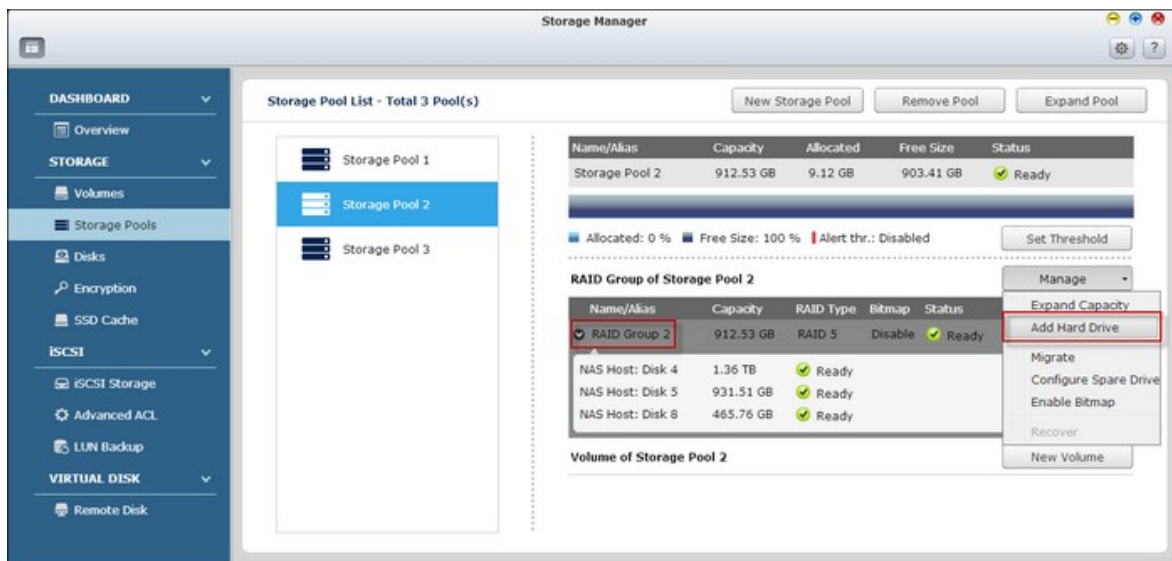 Storage Manager
?
DASHBOARD
Overview
STORAGE
Volumes
Storage Pools
Disks
Encryption
SSD Cache
iSCSI
iSCSI Storage
Advanced ACL
LUN Backup
VIRTUAL DISK
Remote Disk
Storage Pool List - Total 3 Pool(s)
New Storage Pool Remove Pool Expand Pool
Storage Pool 1
Storage Pool 2
Storage Pool 3
Name/Alias Capacity Allocated Free Size Status
Storage Pool 2 912.53 GB 9.12 GB 903.41 GB Ready
Allocated: 0 % Free Size: 100 % Alert thr.: Disabled Set Threshold
RAID Group of Storage Pool 2 Manage
Name/Alias Capacity RAID Type Bitmap Status
RAID Group 2 912.53 GB RAID 5 Disable Ready
NAS Host: Disk 4 1.36 TB Ready
NAS Host: Disk 5 931.51 GB Ready
NAS Host: Disk 8 465.76 GB Ready
Expand Capacity
Add Hard Drive
Migrate
Configure Spare Drive
Enable Bitmap
Recover
Volume of Storage Pool 2 New Volume